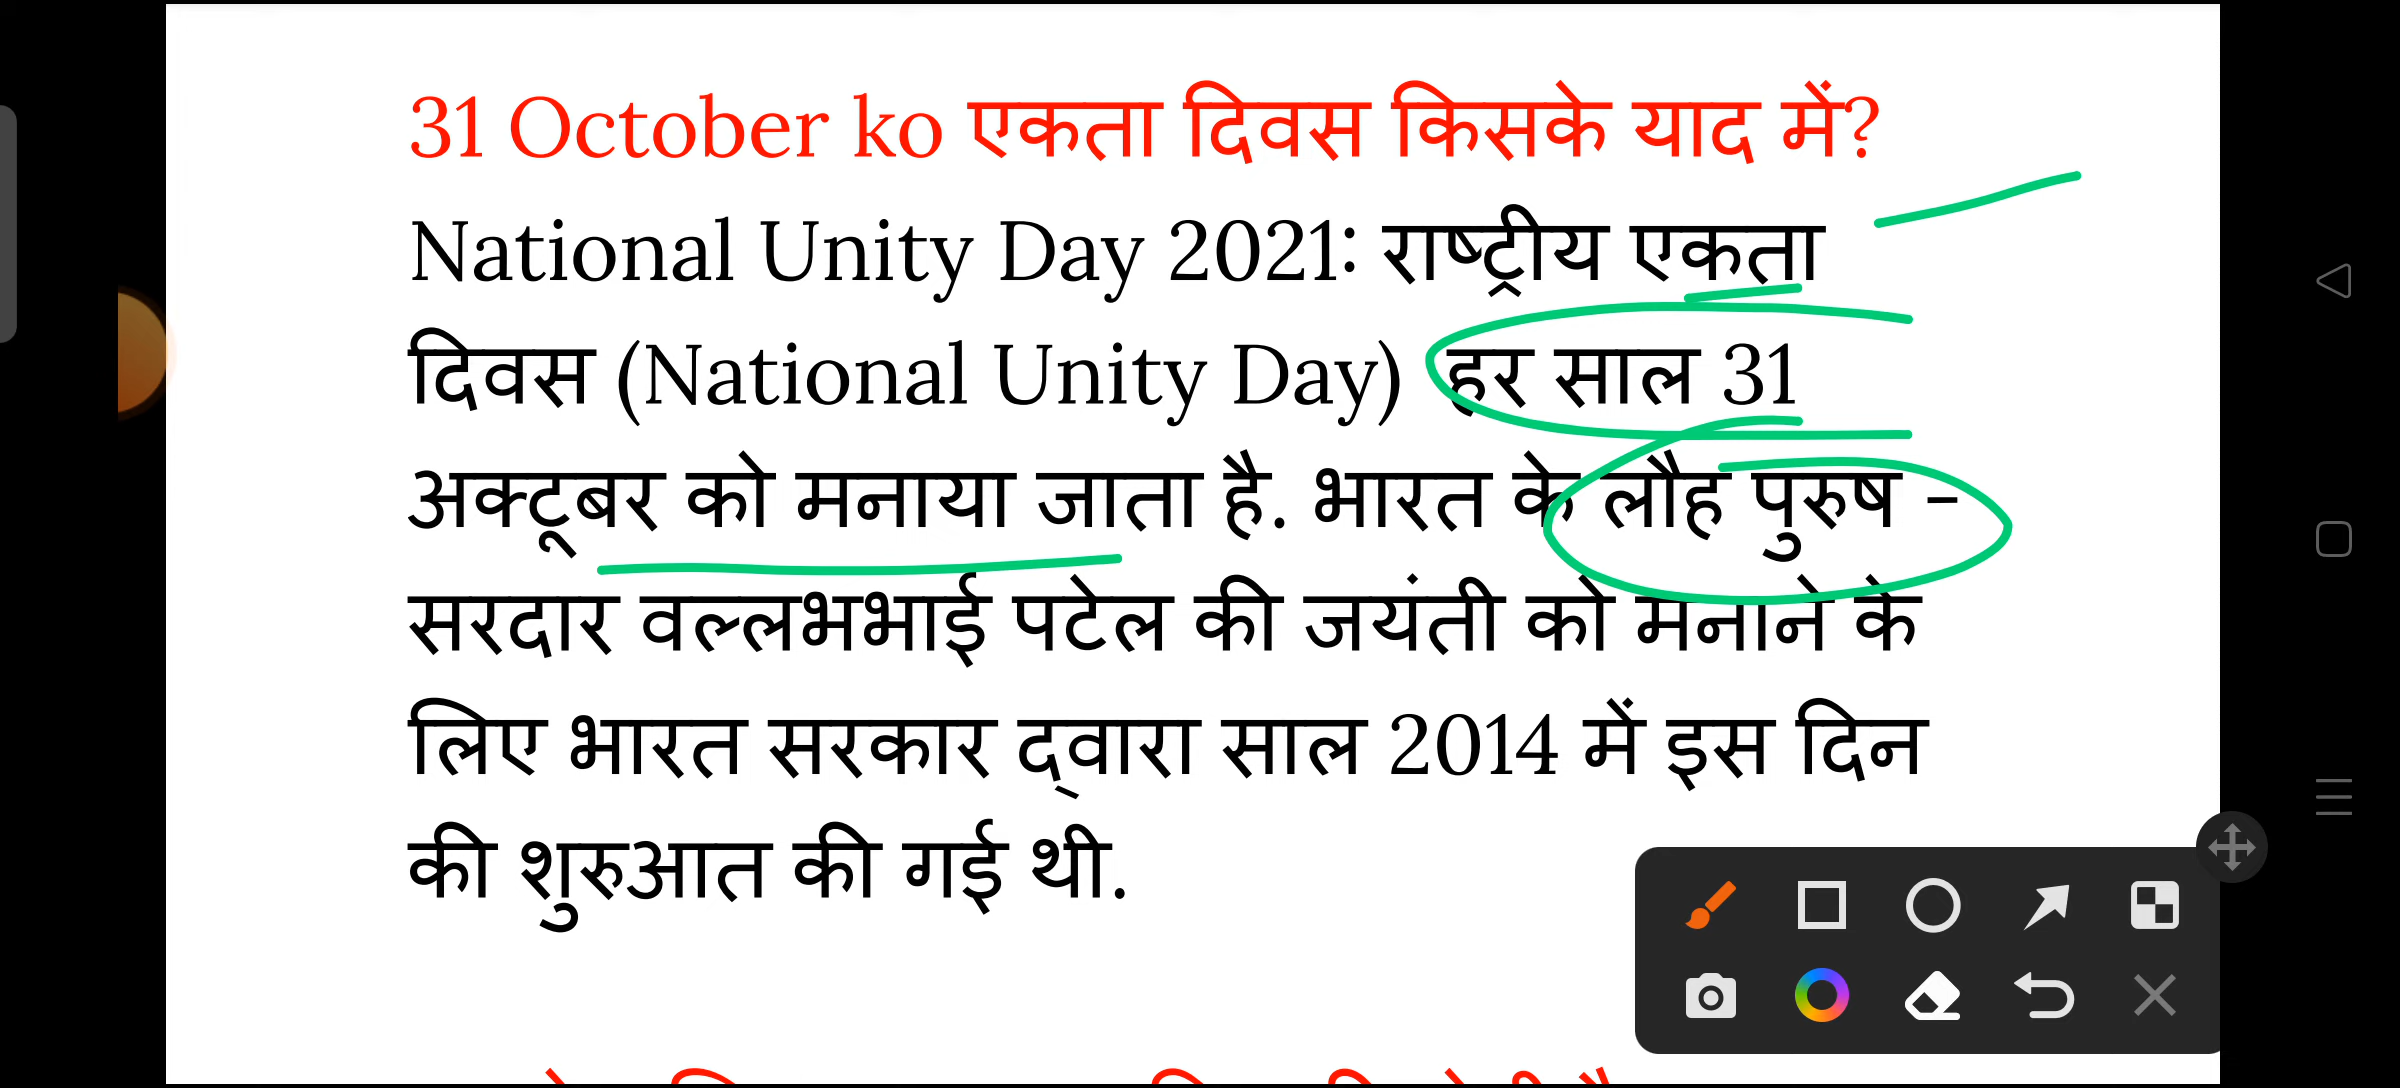 31 October ko एकता दिवस किसके याद में?
National Unity Day 2021: राष्ट्रीय एकता
दिवस (National Unity Day) हर साल 31
अक्टूबर को मनाया जाता है. भारत के लौह पुरुष -
सरदार वल्लभभाई पटेल की जयंती को मनाने के
लिए भारत सरकार द्वारा साल 2014 में इस दिन
की शुरुआत की गई थी.